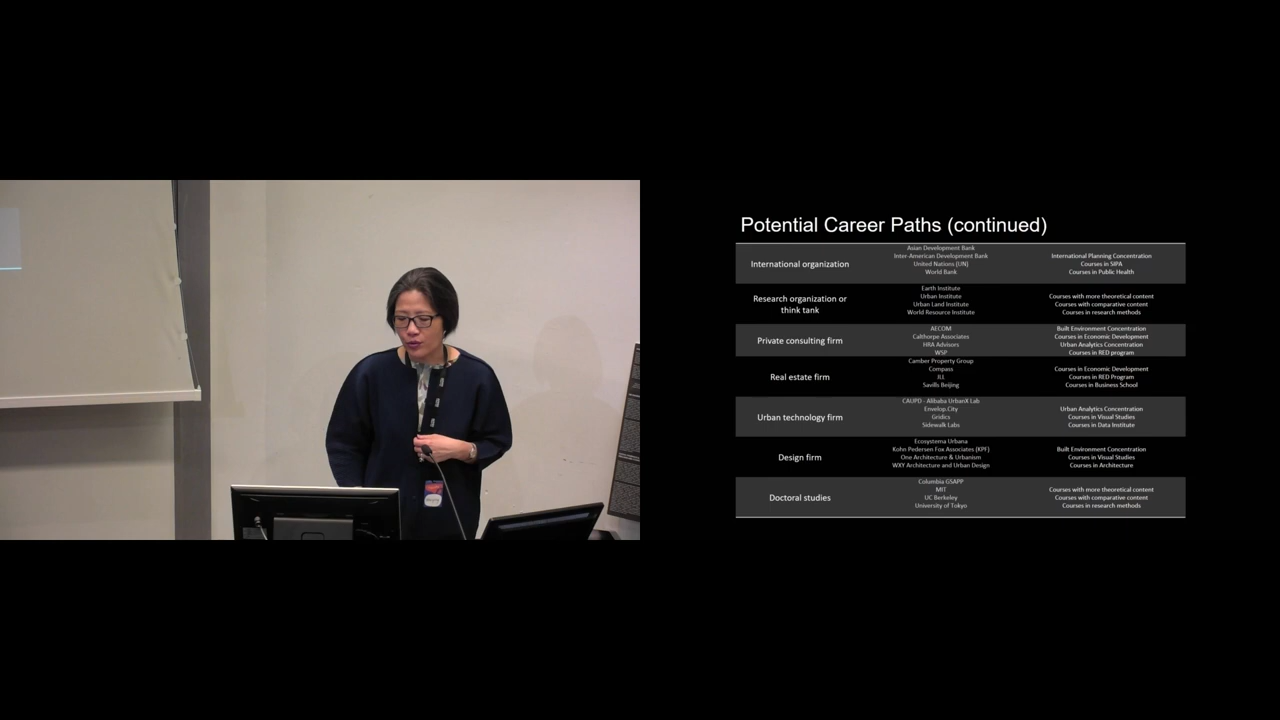 Potential Career Paths (continued)
International organization
Asian Development Bank
Inter-American Development Bank
United Nations (UN)
World Bank
International Planning Concentration
Courses in SIPA
Courses in Public Health
Research organization or
think tank
Earth Institute
Urban Institute
Urban Land Institute
World Resource Institute
Courses with more theoretical content
Courses with comparative content
Courses in research methods
Private consulting firm
AECOM
Calthorpe Associates
HRA Advisors
WSP
Built Environment Concentration
Courses in Economic Development
Urban Analytics Concentration
Courses in RED program
Real estate firm
Camber Property Group
Compass
JLL
Savills Beijing
Courses in Economic Development
Courses in RED Program
Courses in Business School
Urban technology firm
CAUPD - Alibaba UrbanX Lab
Envelop.City
Gridics
Sidewalk Labs
Urban Analytics Concentration
Courses in Visual Studies
Courses in Data Institute
Design firm
Ecosystema Urbana
Kohn Pedersen Fox Associates (KPF)
One Architecture & Urbanism
WXY Architecture and Urban Design
Built Environment Concentration
Courses in Visual Studies
Courses in Architecture
Doctoral studies
Columbia GSAPP
MIT
UC Berkeley
University of Tokyo
Courses with more theoretical content
Courses with comparative content
Courses in research methods